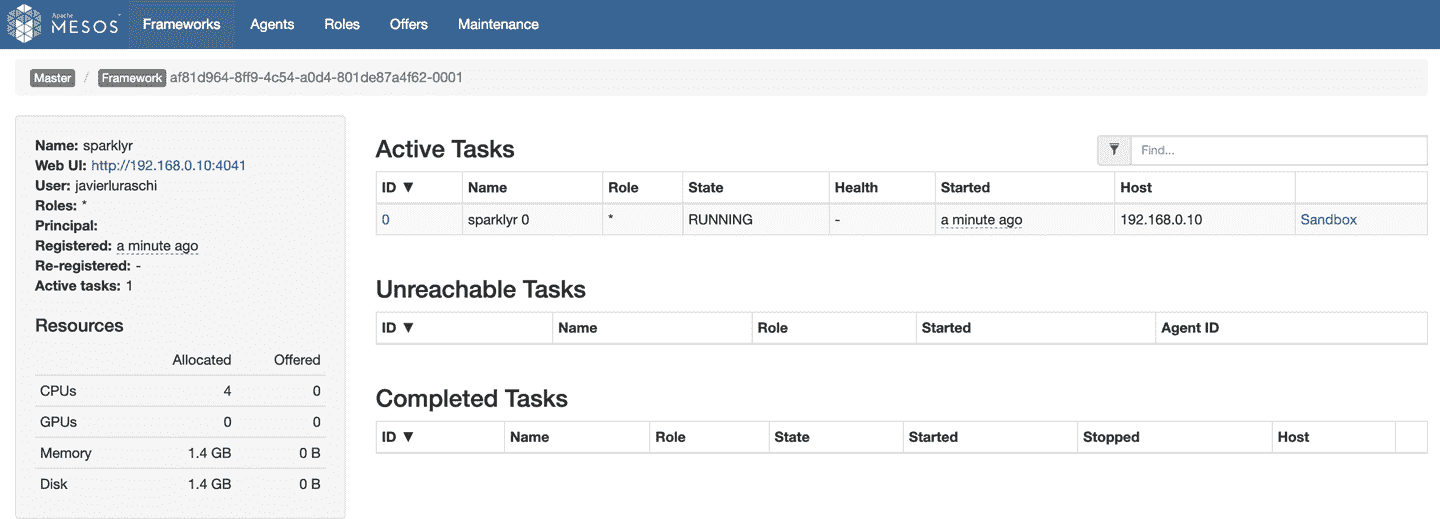 Apache
MESOS Frameworks Agents Roles Offers Maintenance
Master / Framework af81d964-8ff9-4c54-a0d4-801de87a4f62-0001
Name: sparklyr
Web UI: http://192.168.0.10:4041
User: javierluraschi
Roles: *
Principal:
Registered: a minute ago
Re-registered: -
Active tasks: 1
Resources
Allocated Offered
CPUs 4 0
GPUs 0 0
Memory 1.4 GB 0 B
Disk 1.4 GB 0 B
Active Tasks Find...
ID ▼ Name Role State Health Started Host
0 sparklyr 0 * RUNNING - a minute ago 192.168.0.10 Sandbox
Unreachable Tasks
ID ▼ Name Role Started Agent ID
Completed Tasks
ID ▼ Name Role State Started Stopped Host